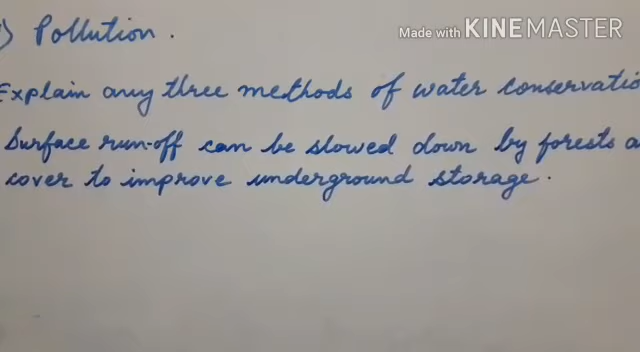 ) Pollution.
Made with KINEMASTER
Explain any three methods of water conservatio
Surface run-off can be slowed down by forests a
cover to improve underground storage.